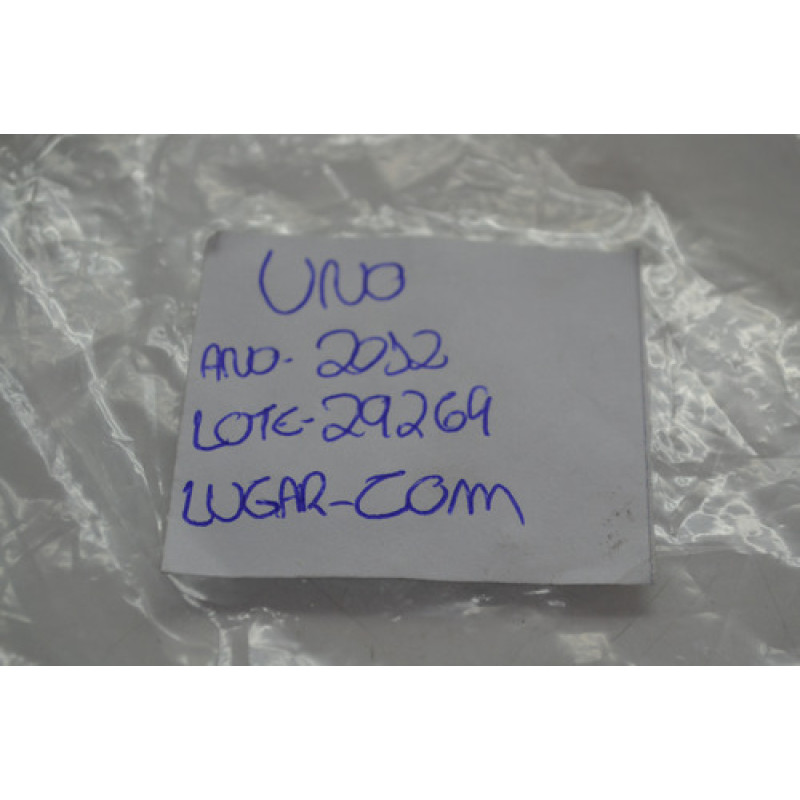 UNO
ANO- 2012
LOTE-29269
LUGAR-COM